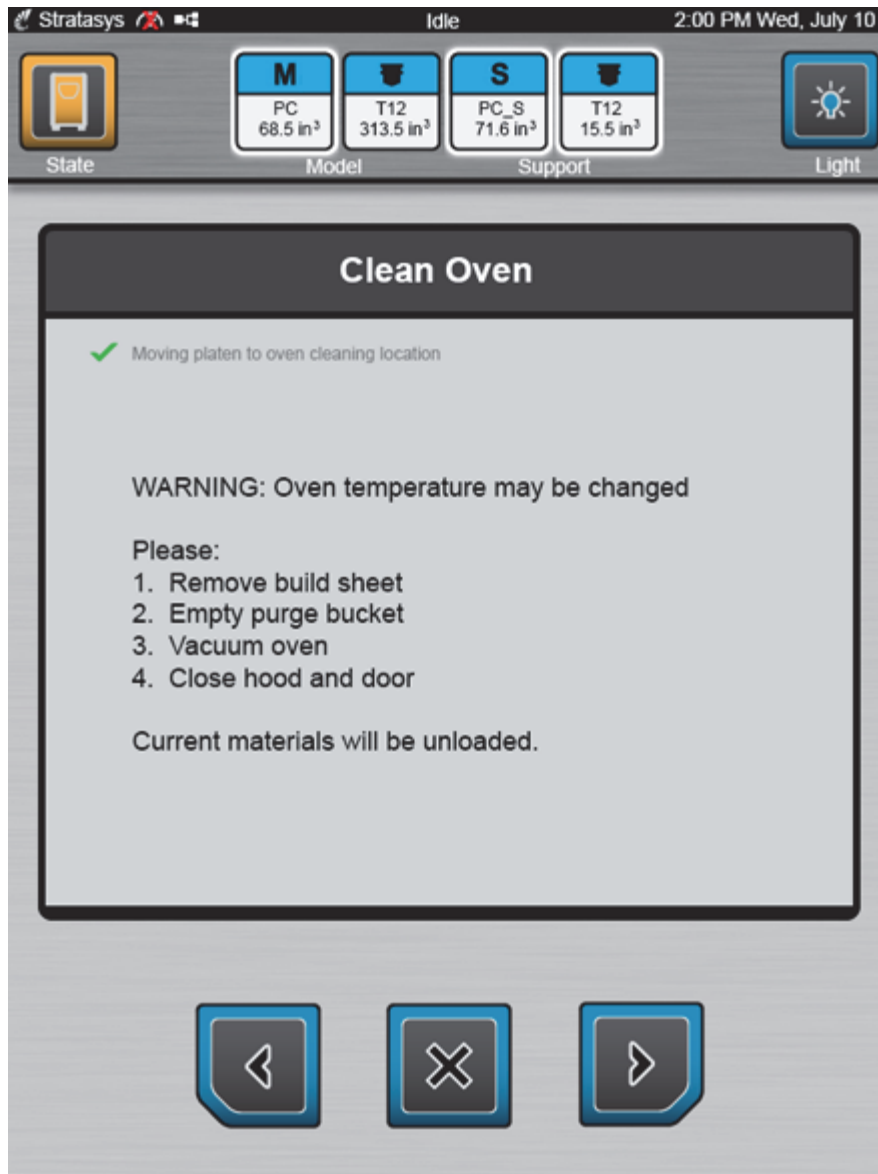 Stratasys Idle 2:00 PM Wed, July 10
M S
PC T12 PC_S T12
68.5 in³ 313.5 in³ 71.6 in³ 15.5 in³
State Model Support Light
Clean Oven
Moving platen to oven cleaning location
WARNING: Oven temperature may be changed
Please:
1. Remove build sheet
2. Empty purge bucket
3. Vacuum oven
4. Close hood and door
Current materials will be unloaded.